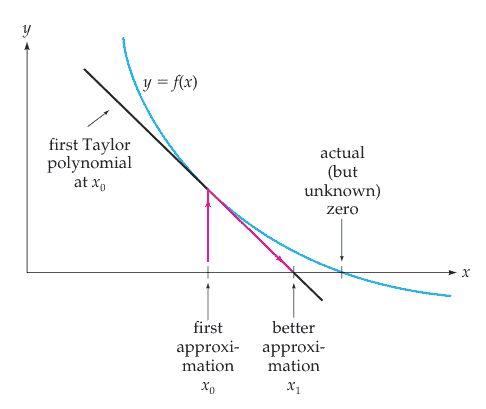 y
y = f(x)
first Taylor
polynomial
at x₀
actual
(but
unknown)
zero
x
first
approxi-
mation
x₀
better
approxi-
mation
x₁